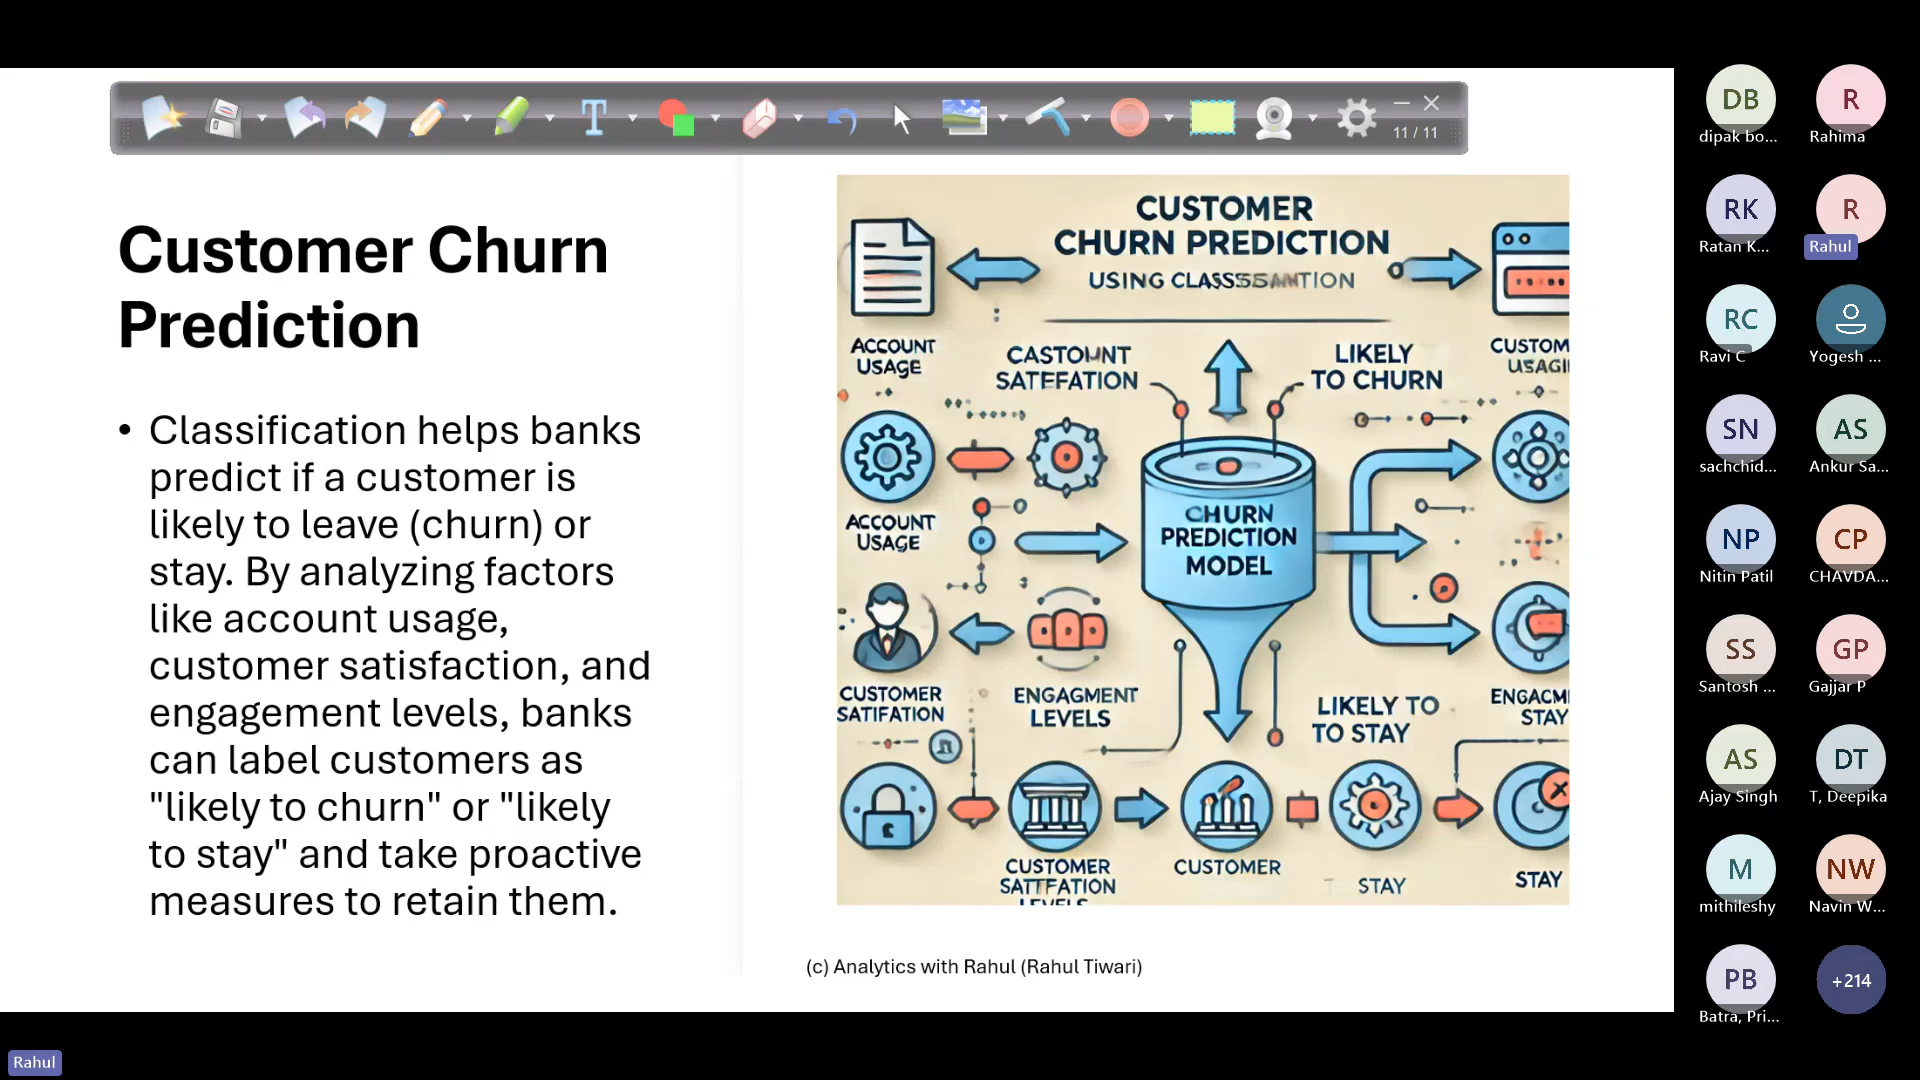 11 / 11
Customer Churn
Prediction
• Classification helps banks
predict if a customer is
likely to leave (churn) or
stay. By analyzing factors
like account usage,
customer satisfaction, and
engagement levels, banks
can label customers as
"likely to churn" or "likely
to stay" and take proactive
measures to retain them.
CUSTOMER
CHURN PREDICTION
USING
ACCOUNT
USAGE
CASTOMNT
SATEFATION
LIKELY
TO CHURN
CUSTOM
USAGI
ACCOUNT
USAGE
CHURN
PREDICTION
MODEL
CUSTOMER
SATIFATION
ENGAGMENT
LEVELS
LIKELY TO
TO STAY
ENGACM
STAY
CUSTOMER
SATTFATION
LEVELS
CUSTOMER
STAY
STAY
(c) Analytics with Rahul (Rahul Tiwari)
DB
dipak bo...
R
Rahima
RK
Ratan K...
R
Rahul
RC
Ravi C
Yogesh ...
SN
sachchid...
AS
Ankur Sa...
NP
Nitin Patil
CP
CHAVDA...
SS
Santosh ...
GP
Gajjar P
AS
Ajay Singh
DT
T, Deepika
M
mithileshy
NW
Navin W...
PB
Batra, Pri...
+214
Rahul